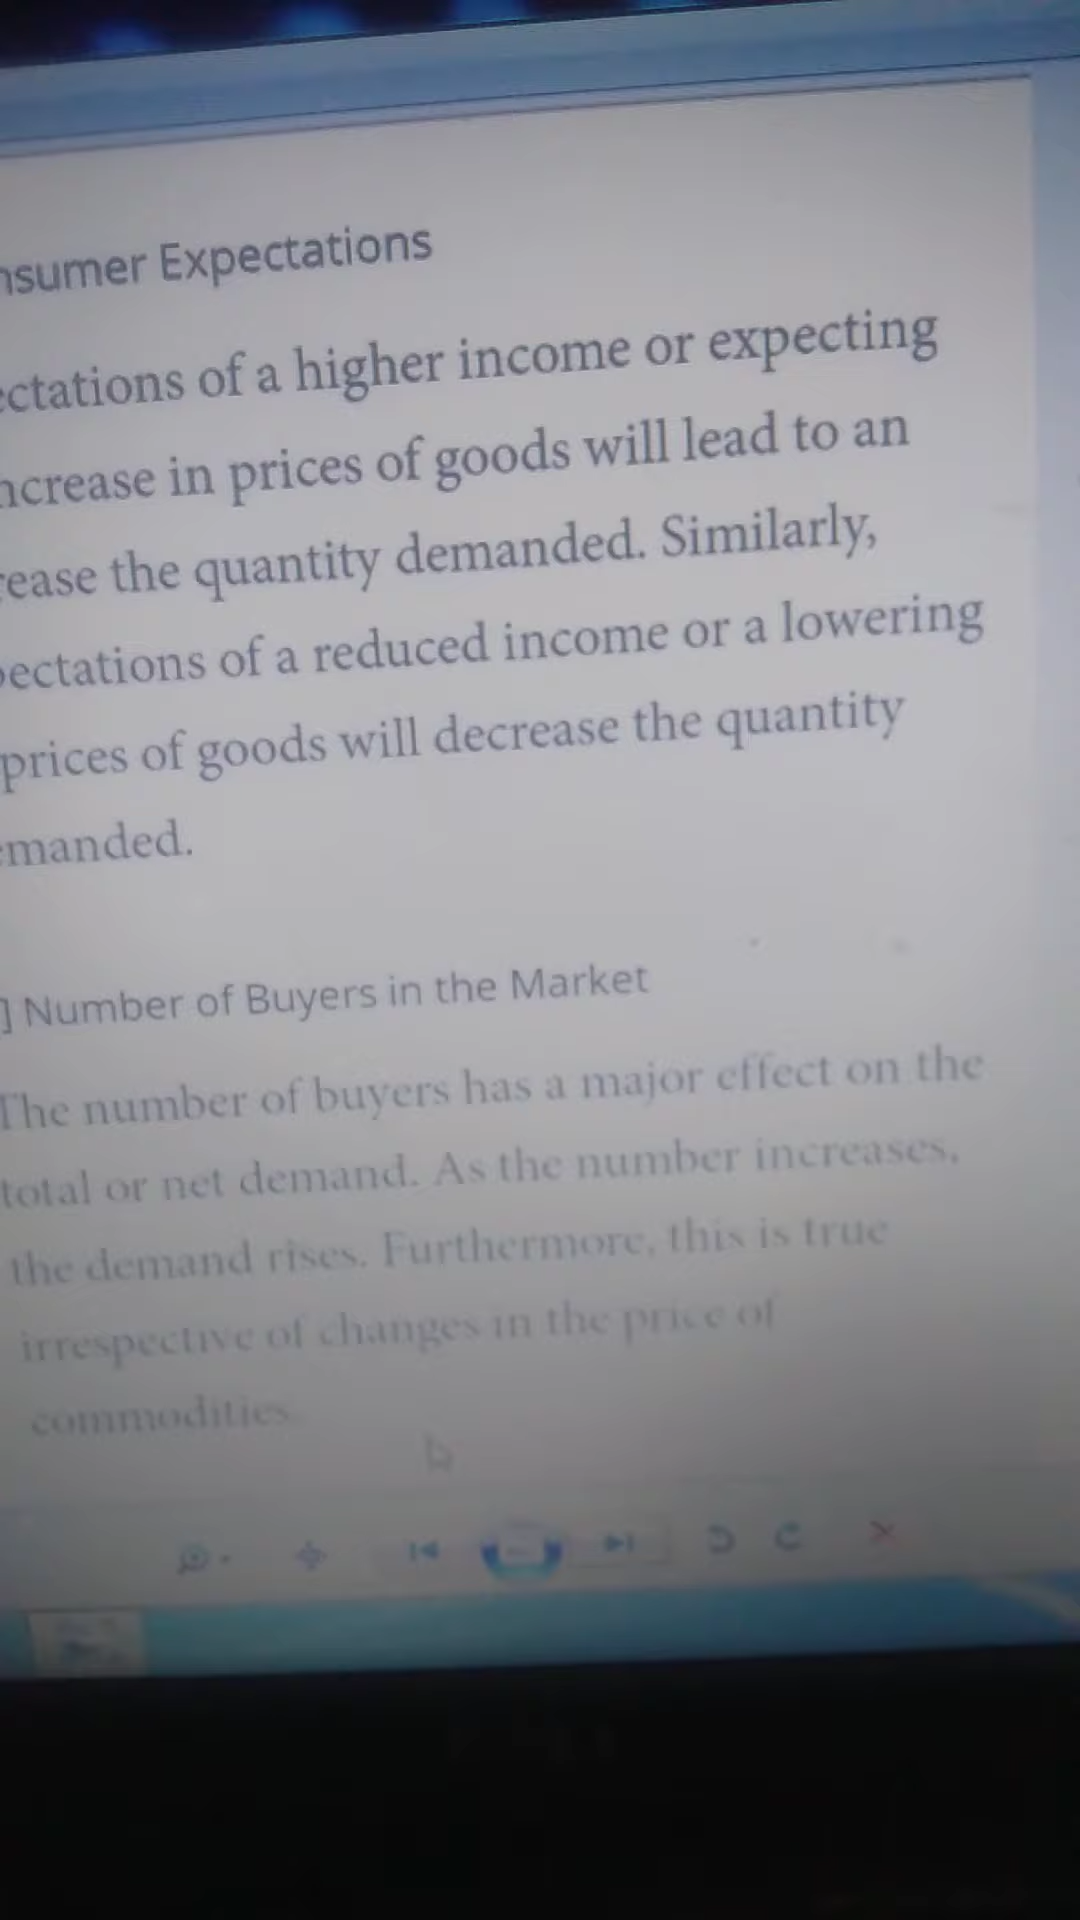 nsumer Expectations
ectations of a higher income or expecting
ncrease in prices of goods will lead to an
rease the quantity demanded. Similarly,
pectations of a reduced income or a lowering
prices of goods will decrease the quantity
emanded.
] Number of Buyers in the Market
The number of buyers has a major effect on the
total or net demand. As the number increases,
the demand rises. Furthermore, this is true
irrespective of changes in the price of
commodities.